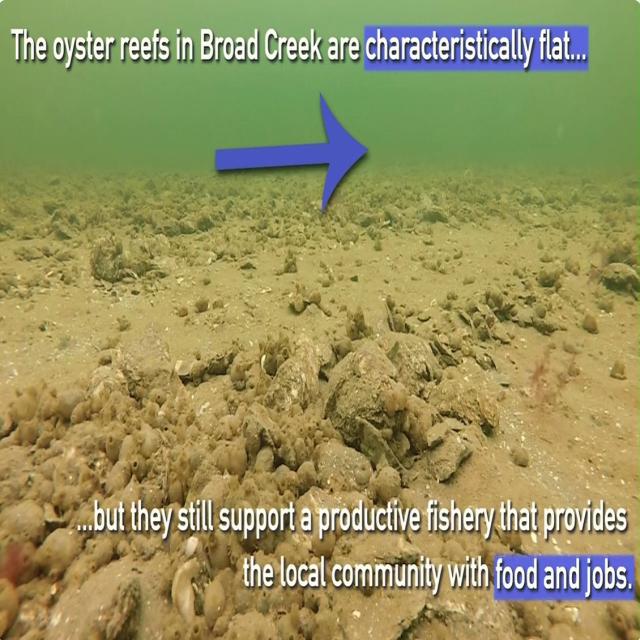 The oyster reefs in Broad Creek are characteristically flat...
...but they still support a productive fishery that provides
the local community with food and jobs.